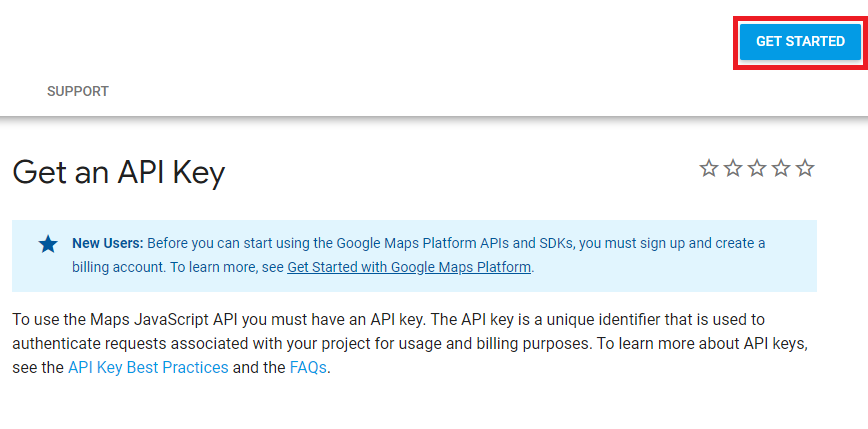 GET STARTED
SUPPORT
Get an API Key
New Users: Before you can start using the Google Maps Platform APIs and SDKs, you must sign up and create a
billing account. To learn more, see Get Started with Google Maps Platform.
To use the Maps JavaScript API you must have an API key. The API key is a unique identifier that is used to
authenticate requests associated with your project for usage and billing purposes. To learn more about API keys,
see the API Key Best Practices and the FAQs.